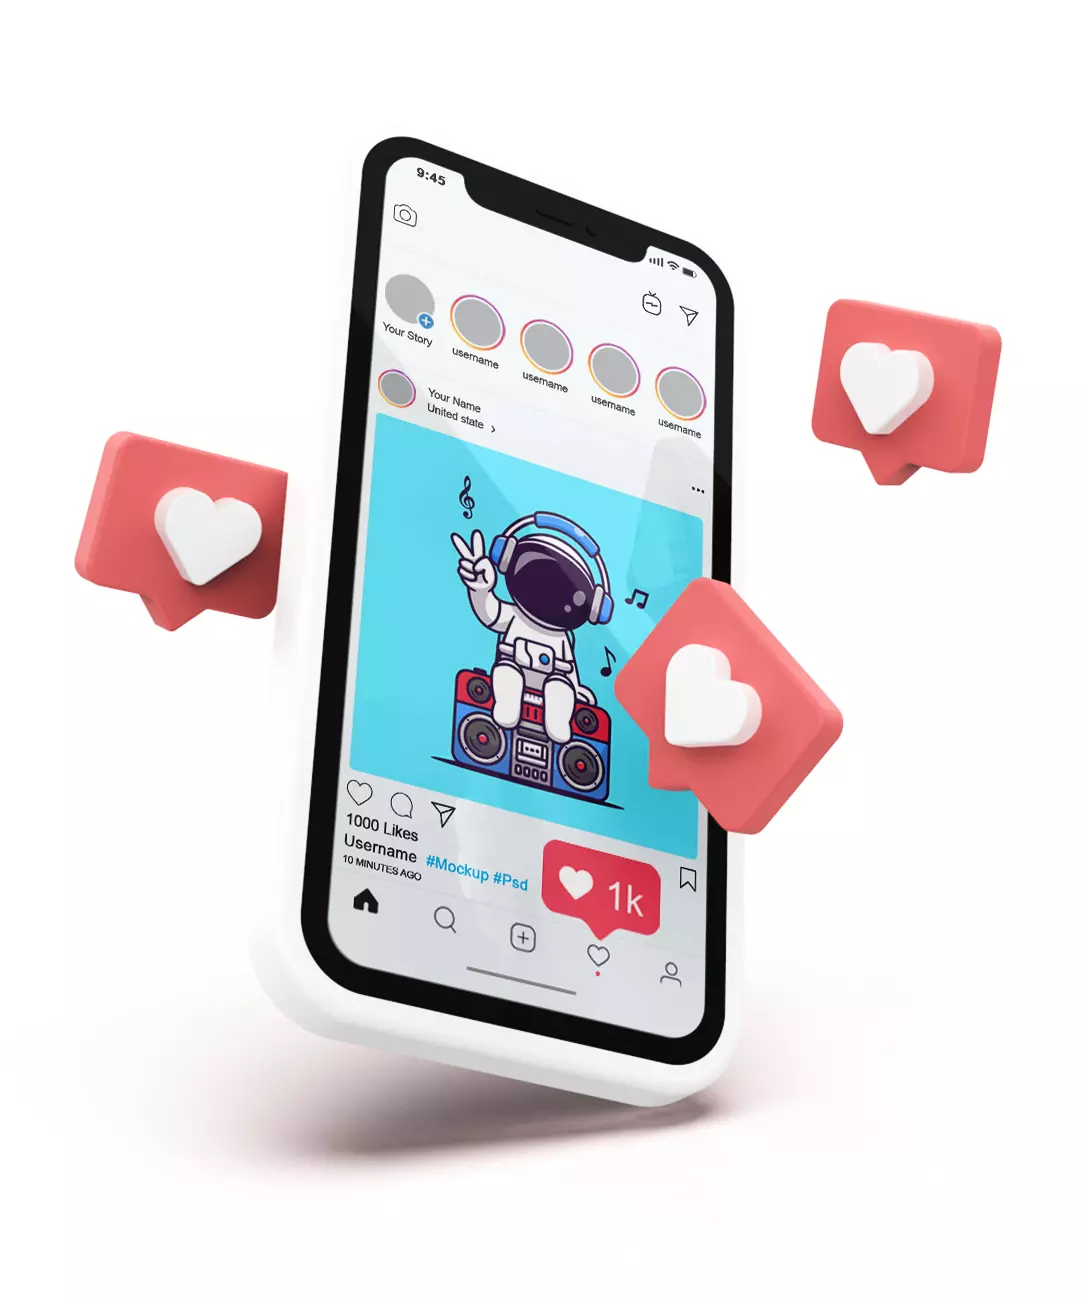 9:45
Your Story
username
username
username
username
Your Name
United state
1000 Likes
Username #Mockup #Psd
10 MINUTES AGO
1k